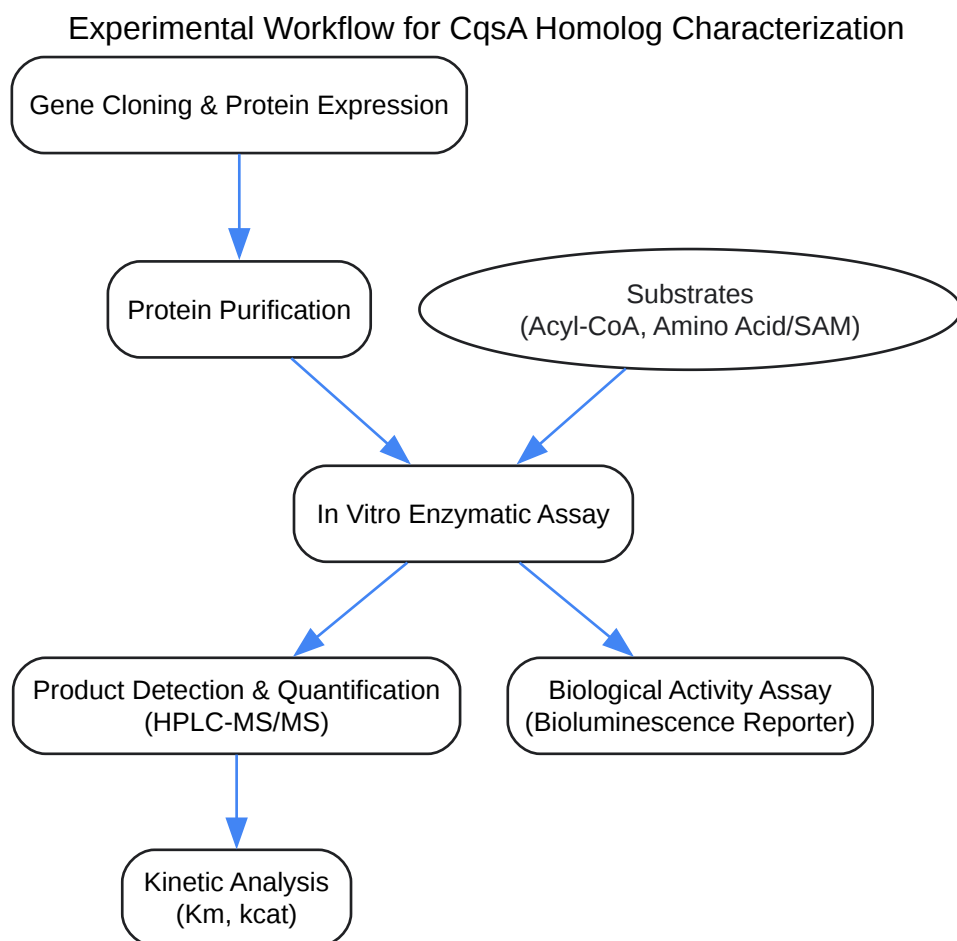 Experimental Workflow for CqsA Homolog Characterization
Gene Cloning & Protein Expression
Protein Purification
Substrates
(Acyl-CoA, Amino Acid/SAM)
In Vitro Enzymatic Assay
Product Detection & Quantification
(HPLC-MS/MS)
Biological Activity Assay
(Bioluminescence Reporter)
Kinetic Analysis
(Km, kcat)